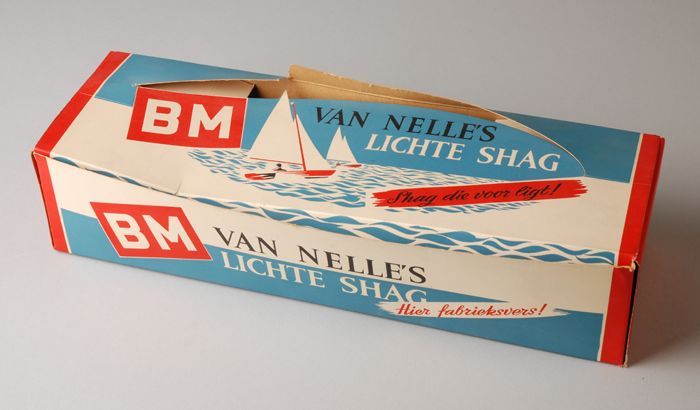 BM
VAN NELLE'S
LICHTE SHAG
Shag die voor ligt!
BM
VAN NELLE'S
LICHTE SHAG
Hier fabrieksvers!